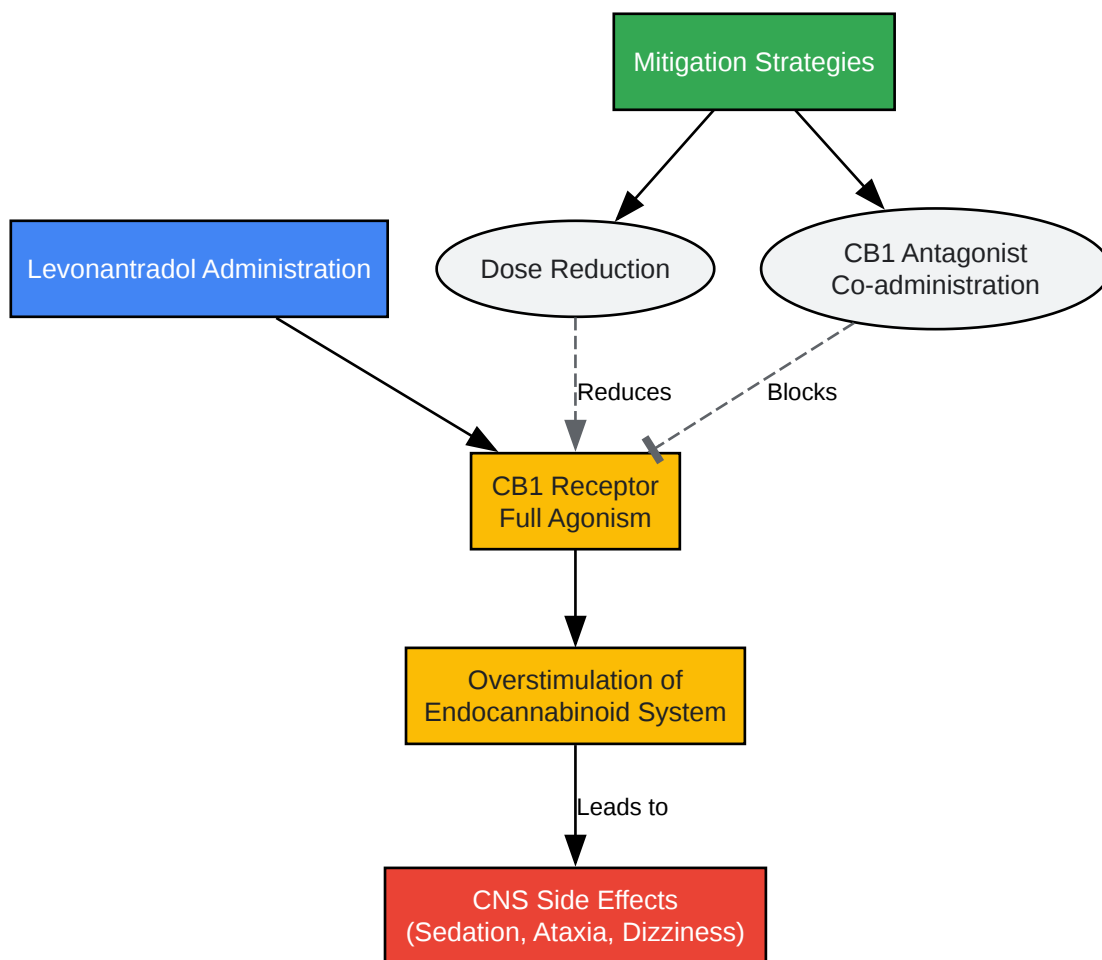 Mitigation Strategies
Levonantradol Administration
Dose Reduction
CB1 Antagonist
Co-administration
Reduces
Blocks
CB1 Receptor
Full Agonism
Overstimulation of
Endocannabinoid System
Leads to
CNS Side Effects
(Sedation, Ataxia, Dizziness)